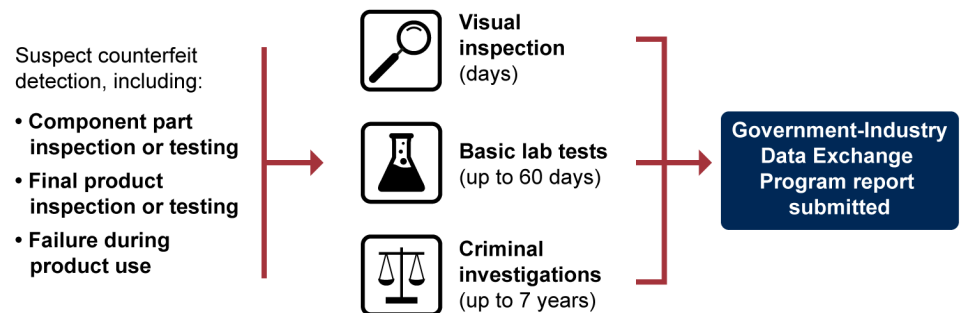 Suspect counterfeit
detection, including:
• Component part
inspection or testing
• Final product
inspection or testing
• Failure during
product use
Visual
inspection
(days)
Basic lab tests
(up to 60 days)
Criminal
investigations
(up to 7 years)
Government-Industry
Data Exchange
Program report
submitted